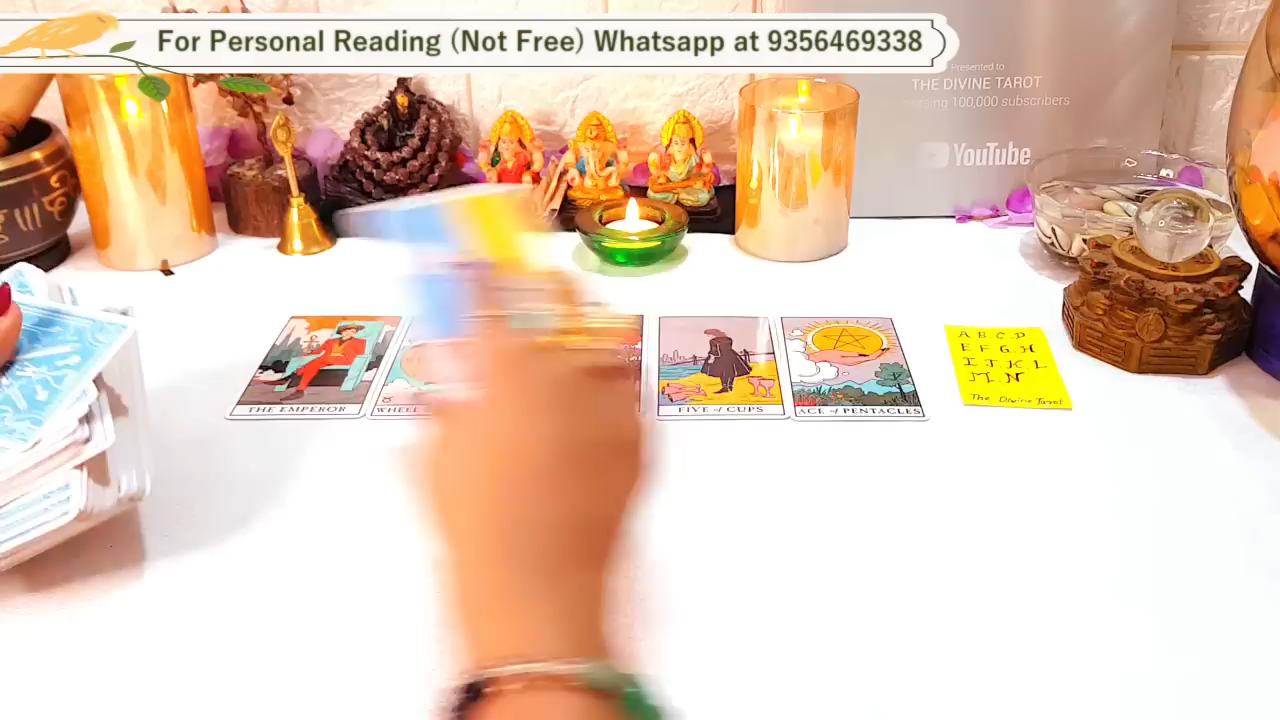 For Personal Reading (Not Free) Whatsapp at 9356469338
Presented to
THE DIVINE TAROT
100,000 subscribers
YouTube
THE EMPEROR
WHEEL
FIVE of CUPS
ACE of PENTACLES
A B C D
E F G H
I J K L
M N
The Divine Tarot